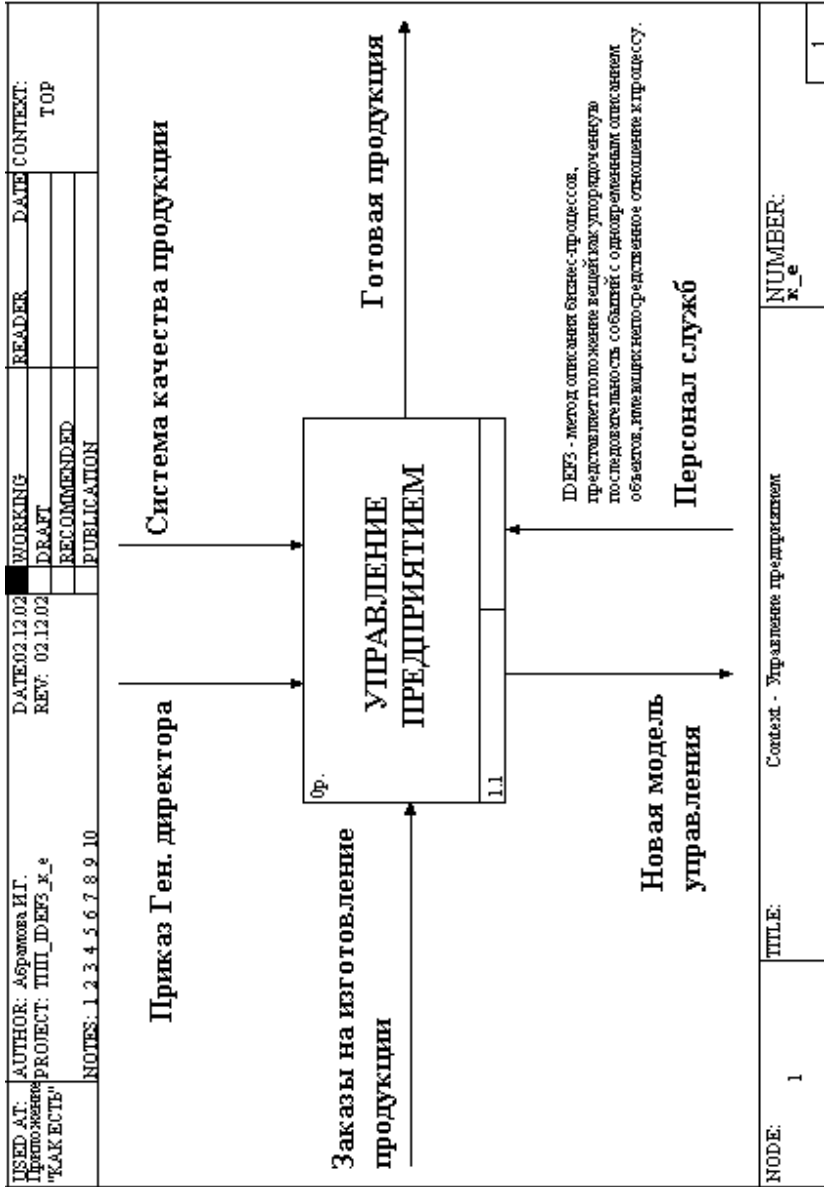 USED AT:
Приложение
"КАК ЕСТЬ"
AUTHOR: Абрамова И.Г.
PROJECT: ТПП_IDEF3_к_е
NOTES: 1 2 3 4 5 6 7 8 9 10
DATE:02.12.02
REV: 02.12.02
WORKING
DRAFT
RECOMMENDED
PUBLICATION
READER
DATE
CONTEXT:
TOP
Приказ Ген. директора
Система качества продукции
Заказы на изготовление
продукции
0р.
УПРАВЛЕНИЕ
ПРЕДПРИЯТИЕМ
1.1
Готовая продукция
IDEF3 - метод описания бизнес-процессов,
представляет положение вещей как упорядоченную
последовательность событий с одновременным описанием
объектов, имеющих непосредственное отношение к процессу.
Новая модель
управления
Персонал служб
NODE:
1
TITLE:
Context - Управление предприятием
NUMBER:
к_е
1